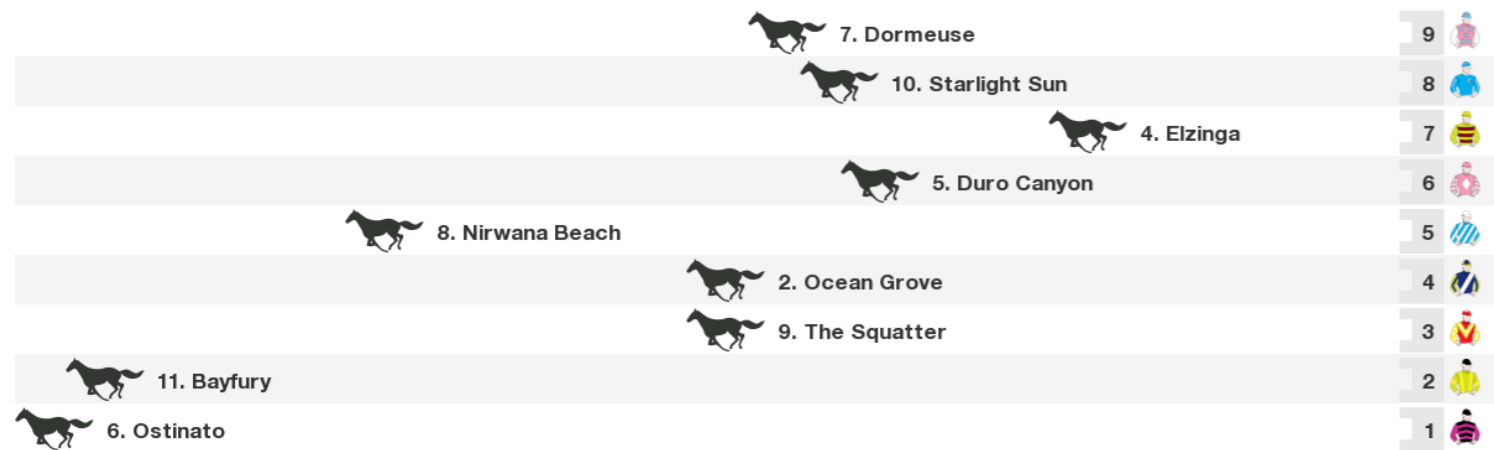 7. Dormeuse 9
10. Starlight Sun 8
4. Elzinga 7
5. Duro Canyon 6
8. Nirwana Beach 5
2. Ocean Grove 4
9. The Squatter 3
11. Bayfury 2
6. Ostinato 1